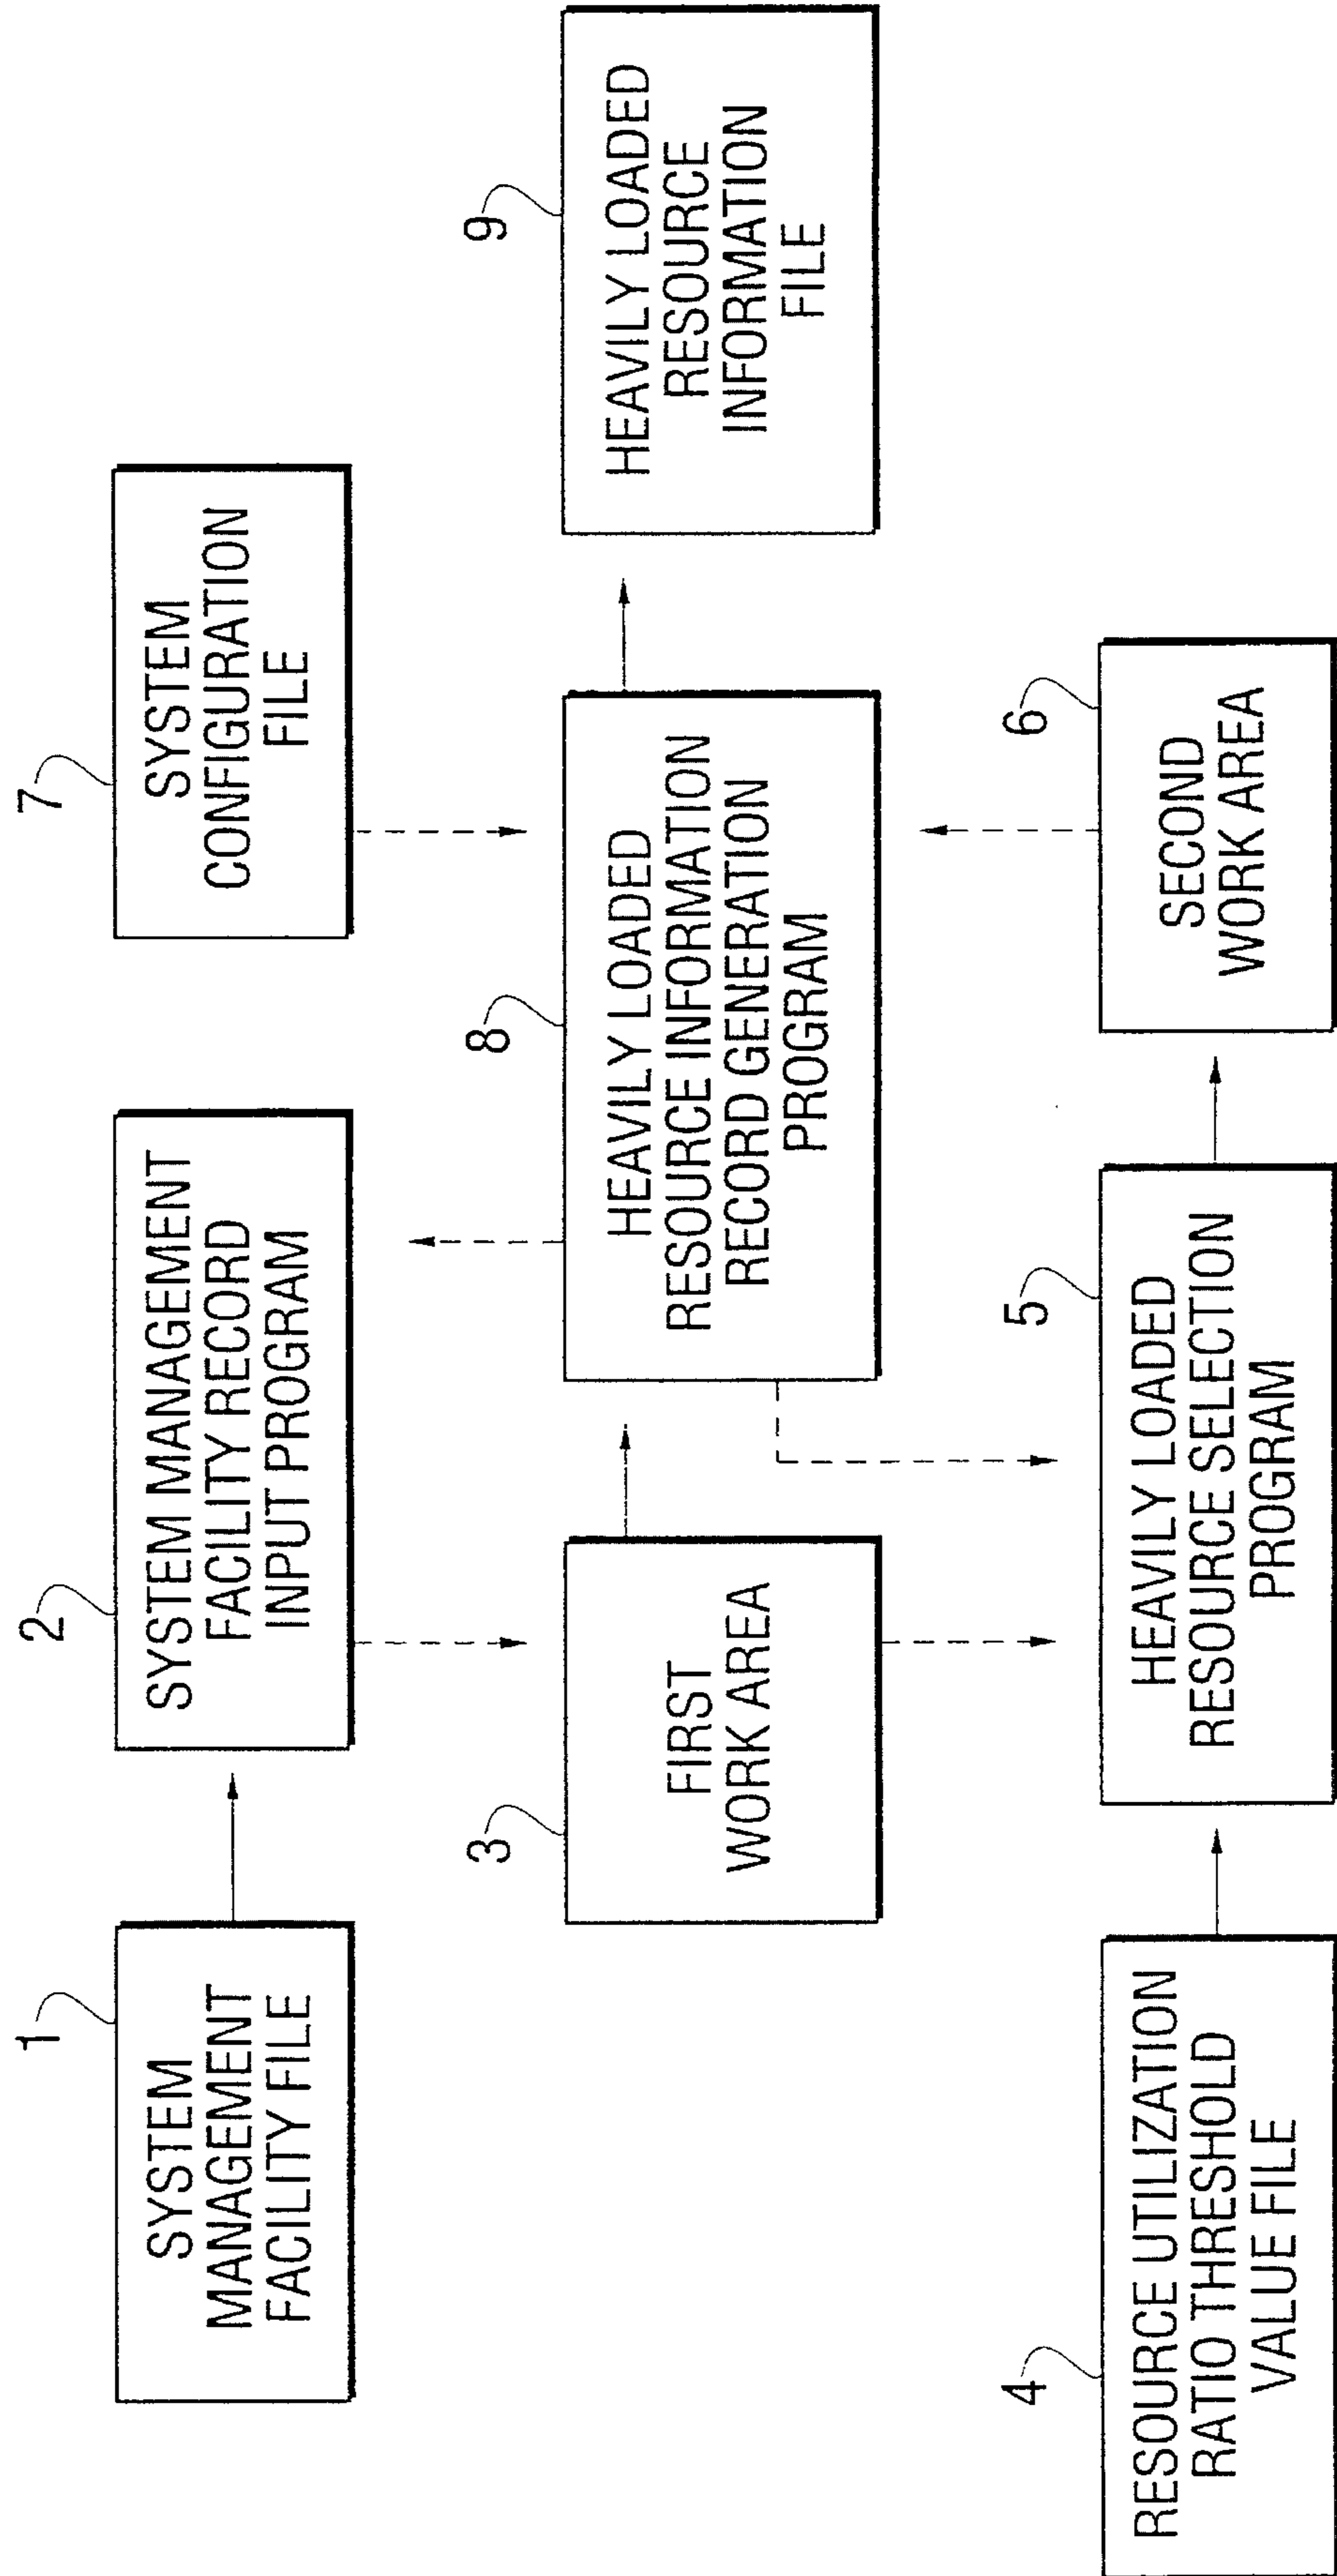 1
SYSTEM
MANAGEMENT
FACILITY FILE
2
SYSTEM MANAGEMENT
FACILITY RECORD
INPUT PROGRAM
7
SYSTEM
CONFIGURATION
FILE
3
FIRST
WORK AREA
8
HEAVILY LOADED
RESOURCE INFORMATION
RECORD GENERATION
PROGRAM
9
HEAVILY LOADED
RESOURCE
INFORMATION
FILE
4
RESOURCE UTILIZATION
RATIO THRESHOLD
VALUE FILE
5
HEAVILY LOADED
RESOURCE SELECTION
PROGRAM
6
SECOND
WORK AREA